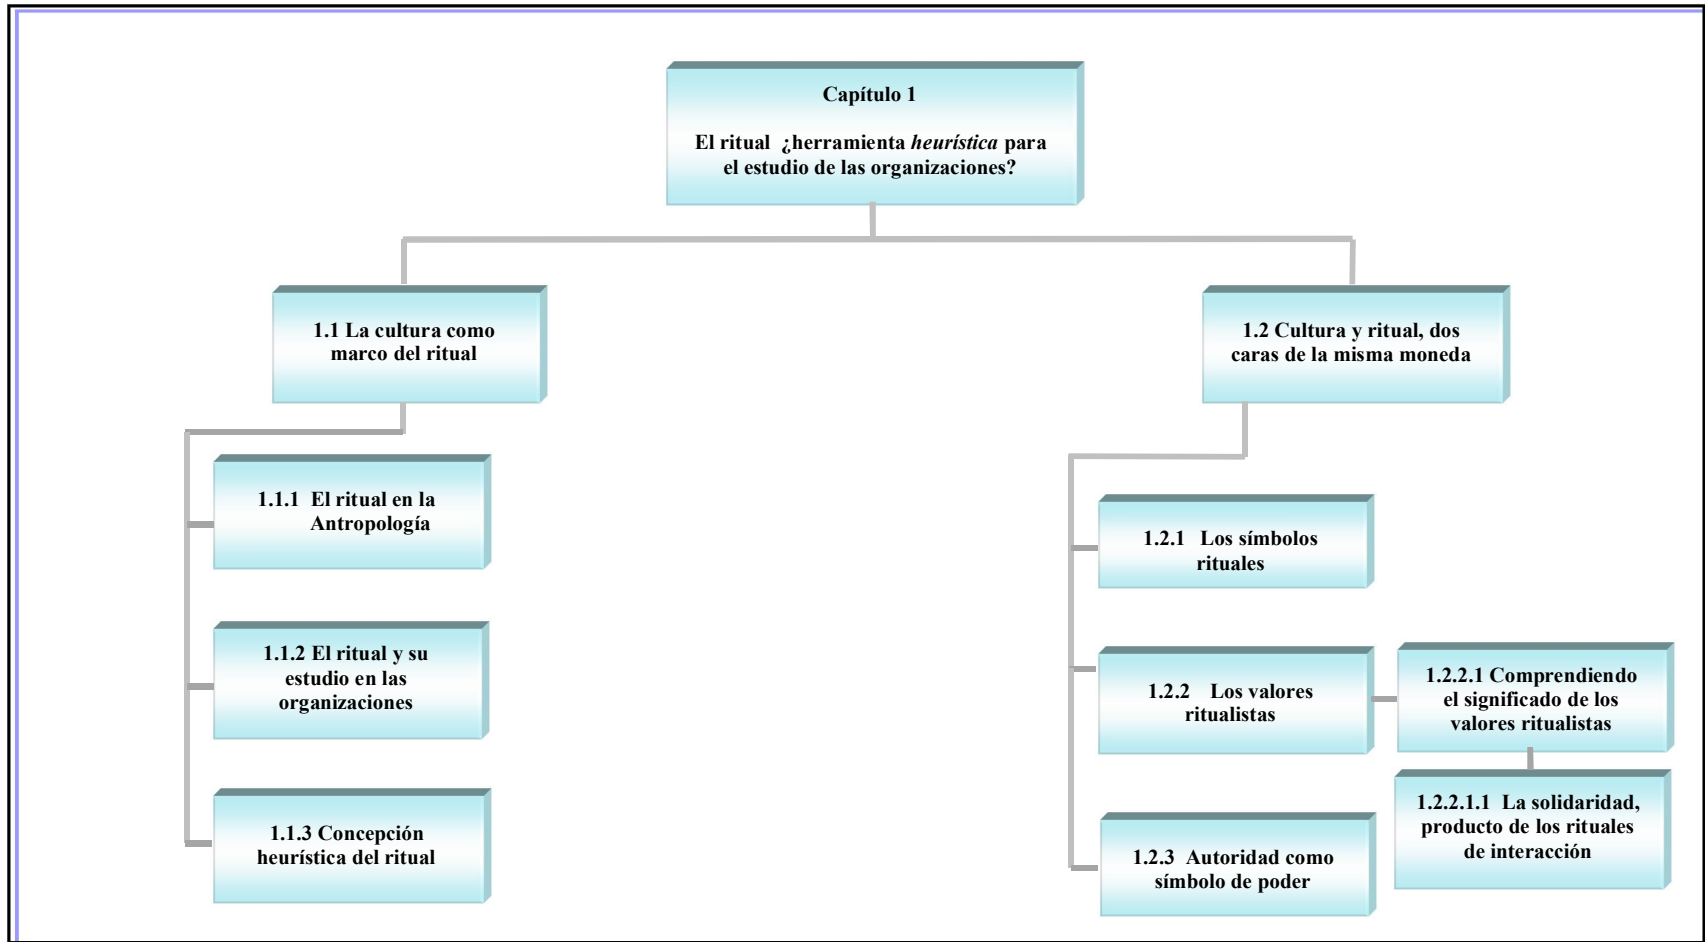 Capítulo 1
El ritual ¿herramienta heurística para
el estudio de las organizaciones?
1.1 La cultura como
marco del ritual
1.1.1 El ritual en la
Antropología
1.1.2 El ritual y su
estudio en las
organizaciones
1.1.3 Concepción
heurística del ritual
1.2 Cultura y ritual, dos
caras de la misma moneda
1.2.1 Los símbolos
rituales
1.2.2 Los valores
ritualistas
1.2.2.1 Comprendiendo
el significado de los
valores ritualistas
1.2.2.1.1 La solidaridad,
producto de los rituales
de interacción
1.2.3 Autoridad como
símbolo de poder